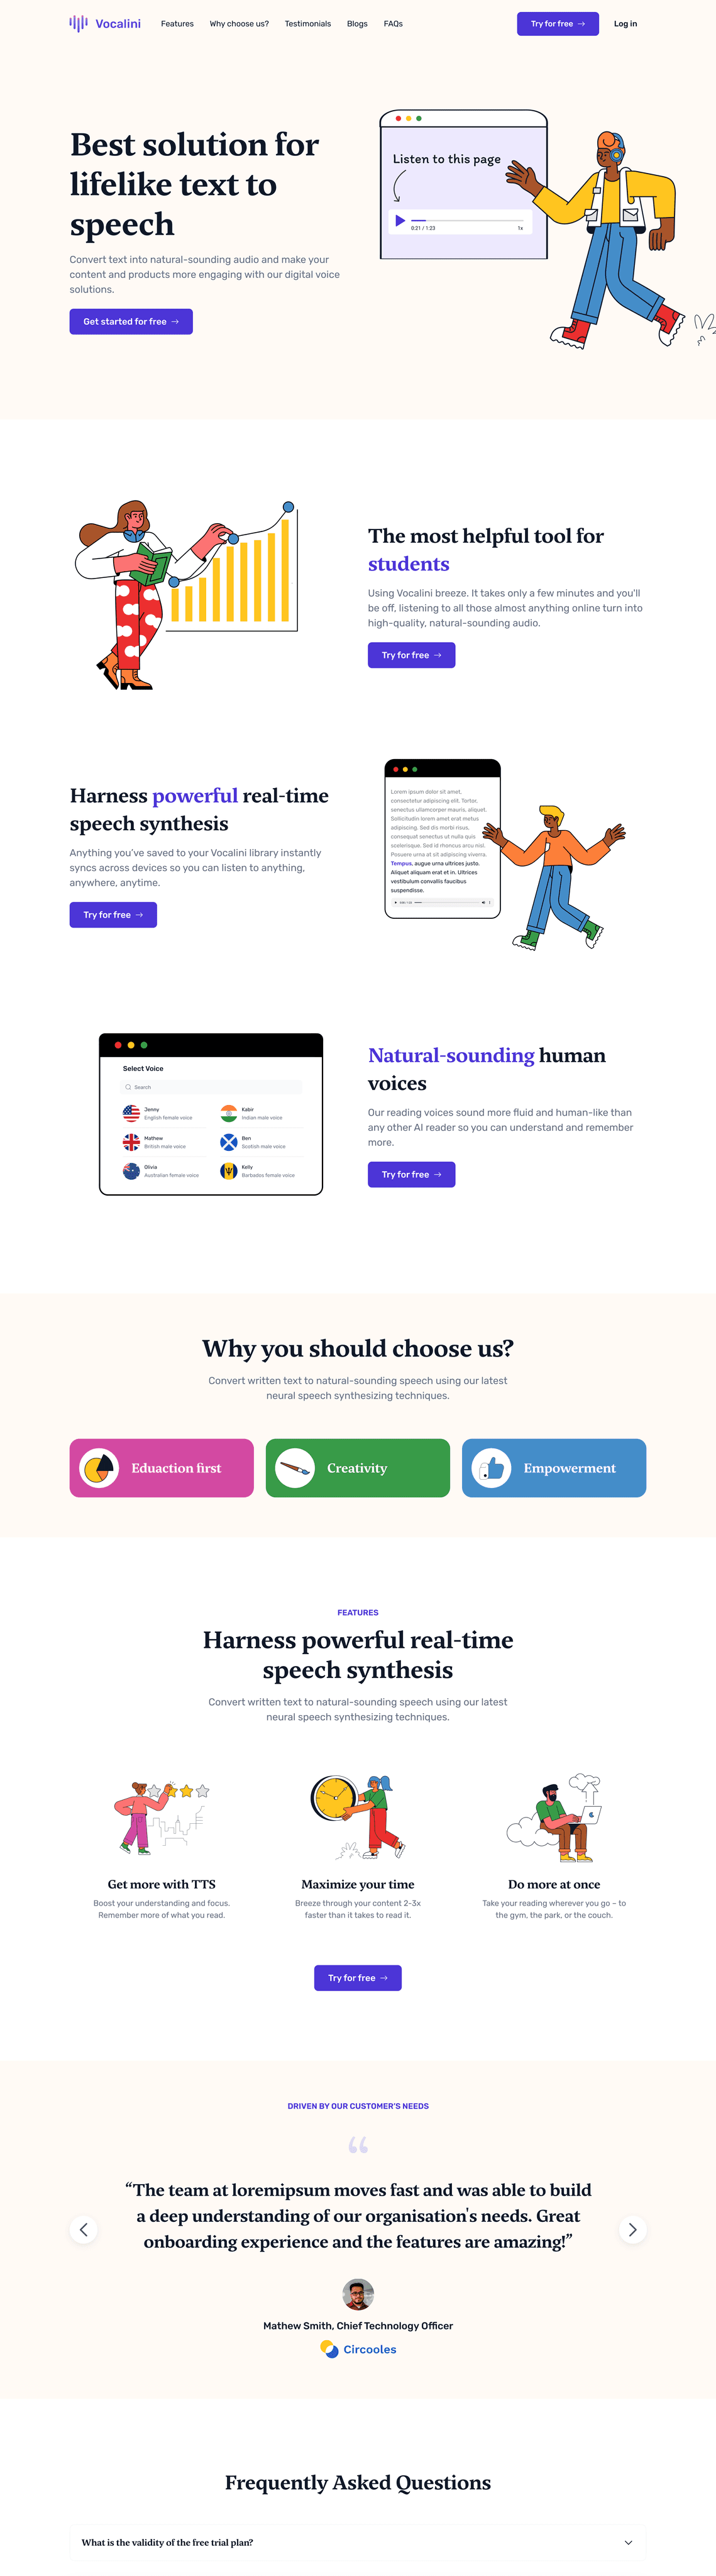 Vocalini
Features
Why choose us?
Testimonials
Blogs
FAQs
Try for free →
Log in
Best solution for
lifelike text to
speech
Convert text into natural-sounding audio and make your
content and products more engaging with our digital voice
solutions.
Get started for free →
Listen to this page
0:21 / 1:23
1x
The most helpful tool for
students
Using Vocalini breeze. It takes only a few minutes and you'll
be off, listening to all those almost anything online turn into
high-quality, natural-sounding audio.
Try for free →
Harness powerful real-time
speech synthesis
Anything you've saved to your Vocalini library instantly
syncs across devices so you can listen to anything,
anywhere, anytime.
Try for free →
Lorem ipsum dolor sit amet,
consectetur adipiscing elit. Tortor,
senectus ullamcorper mauris, aliquet.
Sollicitudin lorem amet erat metus
adipiscing. Sed dis morbi risus,
consequat senectus ut nulla quis
scelerisque. Sed id rhoncus arcu nisl.
Posuere urna at sit adipiscing viverra.
Tempus, augue urna ultrices justo.
Aliquet aliquam erat et in. Ultrices
vestibulum convallis faucibus
suspendisse.
Select Voice
Search
Jenny
English female voice
Kabir
Indian male voice
Mathew
British male voice
Ben
Scotish male voice
Olivia
Australian female voice
Kelly
Barbados female voice
Natural-sounding human
voices
Our reading voices sound more fluid and human-like than
any other AI reader so you can understand and remember
more.
Try for free →
Why you should choose us?
Convert written text to natural-sounding speech using our latest
neural speech synthesizing techniques.
Eduaction first
Creativity
Empowerment
FEATURES
Harness powerful real-time
speech synthesis
Convert written text to natural-sounding speech using our latest
neural speech synthesizing techniques.
Get more with TTS
Boost your understanding and focus.
Remember more of what you read.
Maximize your time
Breeze through your content 2-3x
faster than it takes to read it.
Do more at once
Take your reading wherever you go – to
the gym, the park, or the couch.
Try for free →
DRIVEN BY OUR CUSTOMER'S NEEDS
“
“The team at loremipsum moves fast and was able to build
a deep understanding of our organisation's needs. Great
onboarding experience and the features are amazing!”
Mathew Smith, Chief Technology Officer
Circooles
Frequently Asked Questions
What is the validity of the free trial plan?